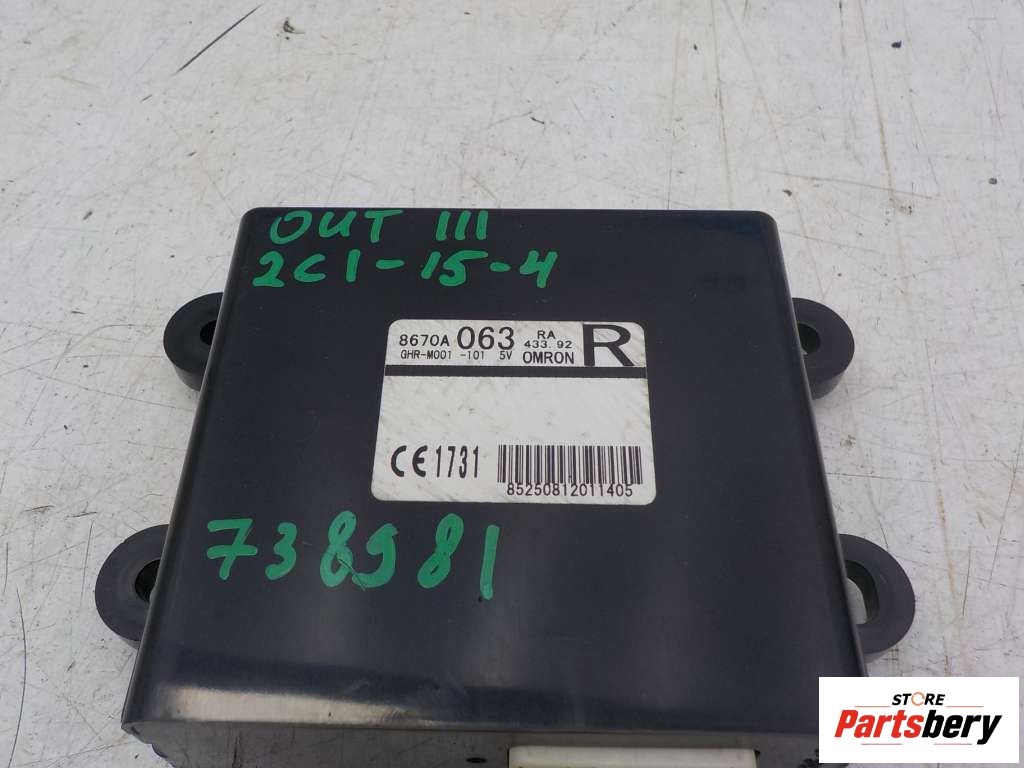 OUT III
2C1-15-4
8670A 063 RA 433.92 R
GHR-M001 -101 5V OMRON
CE 1731
85250812011405
738981
STORE
Partsbery